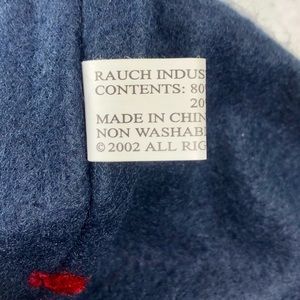 RAUCH INDUS
CONTENTS: 80
20
MADE IN CHIN
NON WASHAB
© 2002 ALL RIG